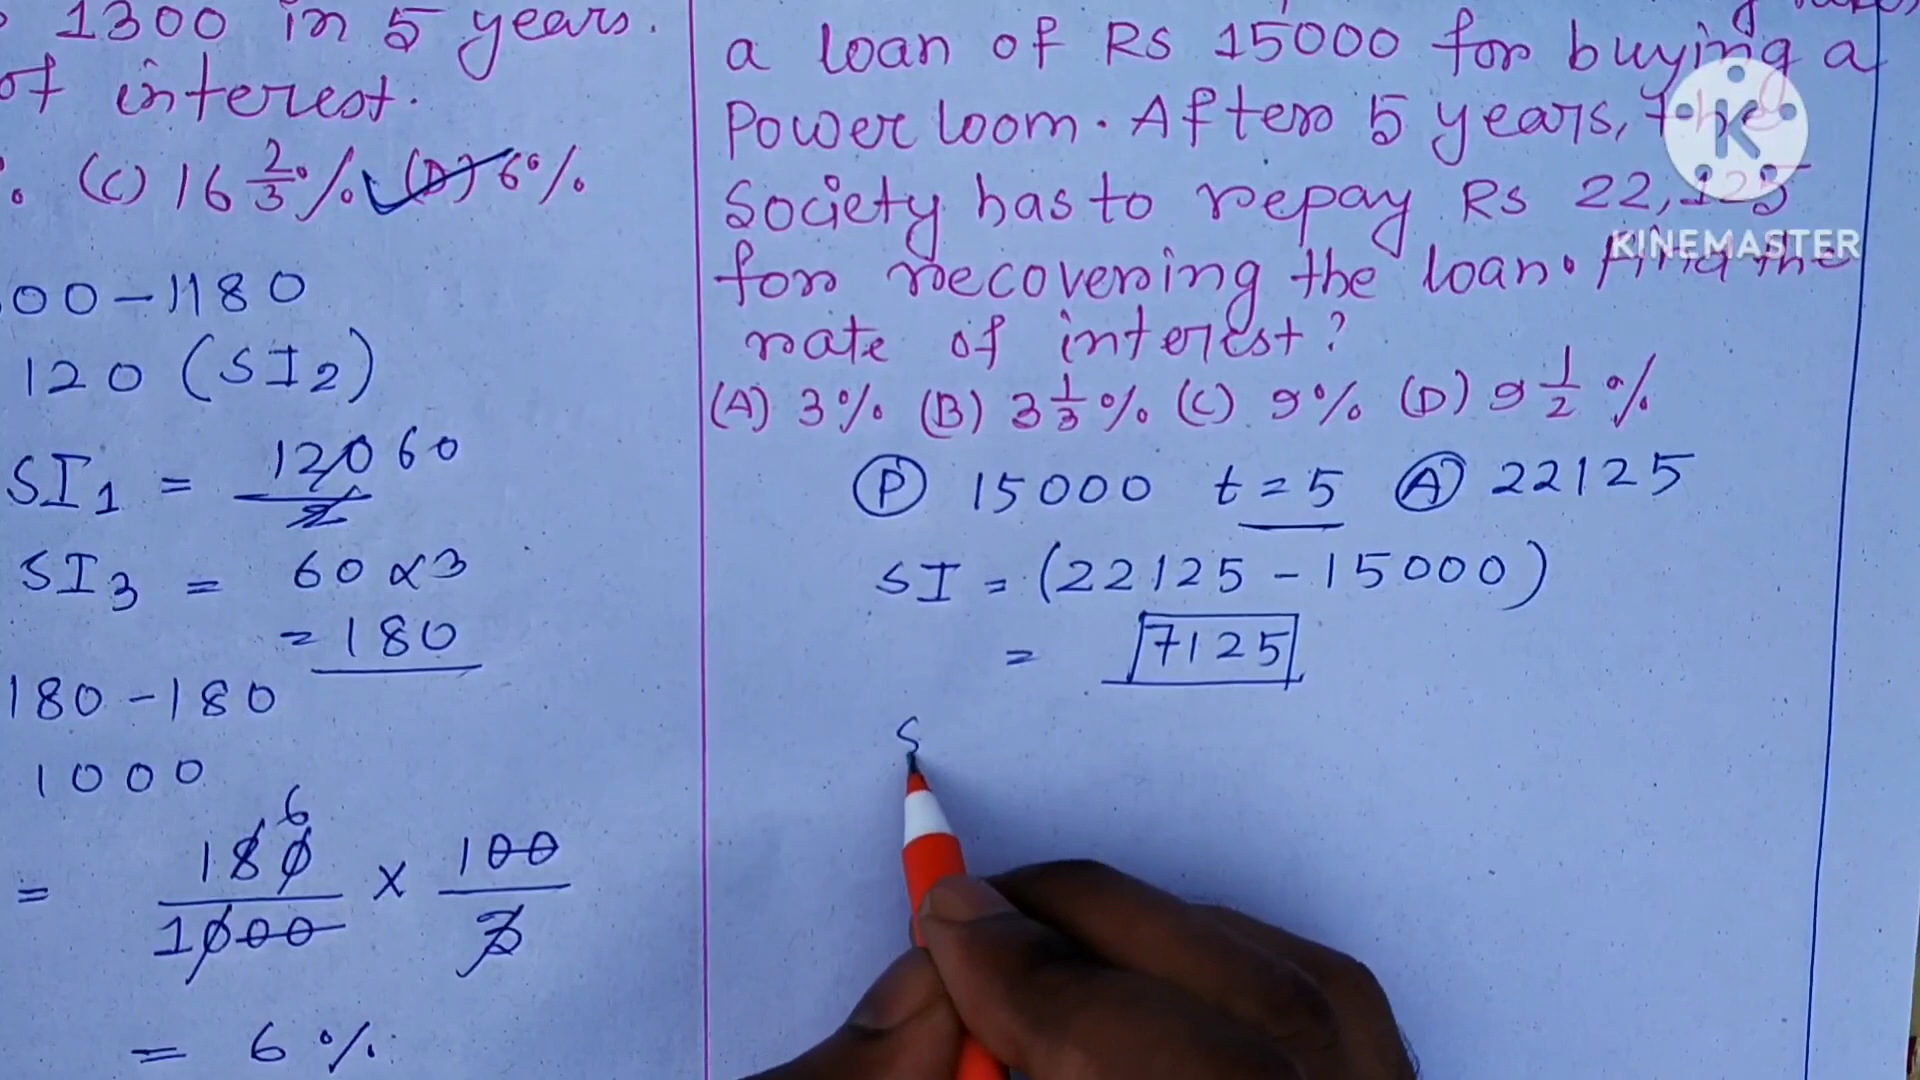 1300 in 5 years.
of interest.
(C) 16 2/3 % (D) 6%
00-1180
120 (SI2)
SI1 = 120/2 60
SI3 = 60 x 3
= 180
180-180
1000
= 180/1000 x 100/3 6
= 6%
a loan of Rs 15000 for buying a
Power loom. After 5 years, the
Society has to repay Rs 22,125
for recovering the loan. Find the
rate of interest?
(A) 3% (B) 3 1/3 % (C) 9% (D) 9 1/2 %
P 15000 t = 5 A 22125
SI = (22125 - 15000)
= 7125
S
K
KINEMASTER